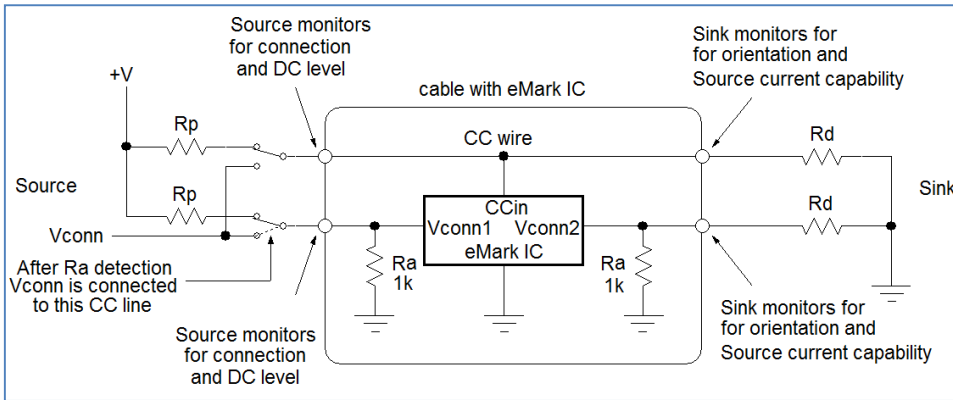 Source monitors
for connection
and DC level
Sink monitors for
for orientation and
Source current capability
+V
cable with eMark IC
Rp
CC wire
Rd
Source
Sink
Rp
CCin
Rd
Vconn
Vconn1 Vconn2
eMark IC
After Ra detection
Vconn is connected
to this CC line
Ra
1k
Ra
1k
Source monitors
for connection
and DC level
Sink monitors for
for orientation and
Source current capability